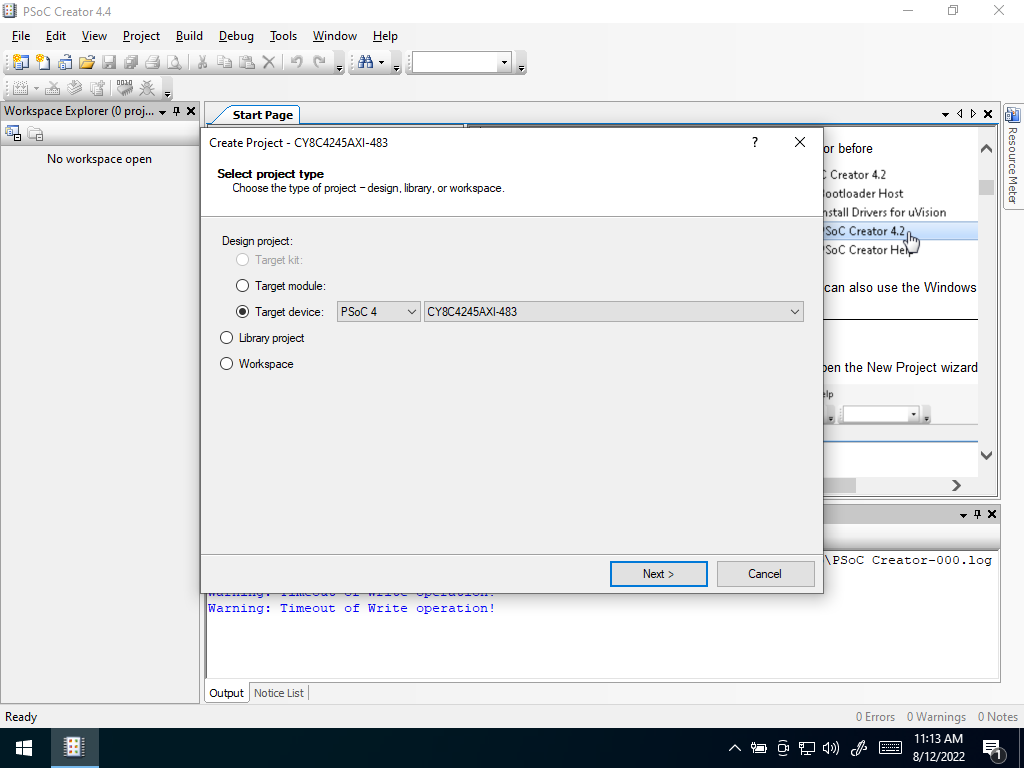 PSoC Creator 4.4
File Edit View Project Build Debug Tools Window Help
Workspace Explorer (0 proj...
Start Page
No workspace open
Create Project - CY8C4245AXI-483
?
Select project type
Choose the type of project – design, library, or workspace.
Design project:
Target kit:
Target module:
Target device: PSoC 4 CY8C4245AXI-483
Library project
Workspace
Next > Cancel
or before
Creator 4.2
Bootloader Host
nstall Drivers for uVision
PSoC Creator 4.2
PSoC Creator Help
can also use the Windows
pen the New Project wizard
elp
Resource Meter
\PSoC Creator-000.log
Warning: Timeout of Write operation!
Warning: Timeout of Write operation!
Output Notice List
Ready
0 Errors 0 Warnings 0 Notes
11:13 AM
8/12/2022
1